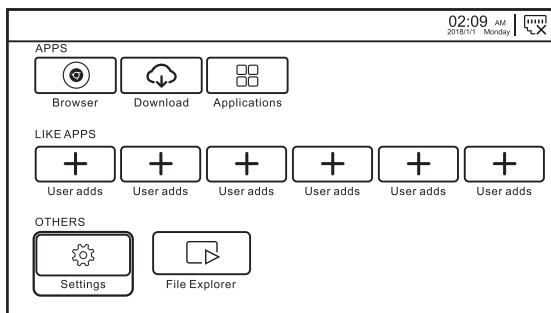 02:09 AM
2018/1/1 Monday
APPS
Browser Download Applications
LIKE APPS
User adds User adds User adds User adds User adds User adds
OTHERS
Settings File Explorer